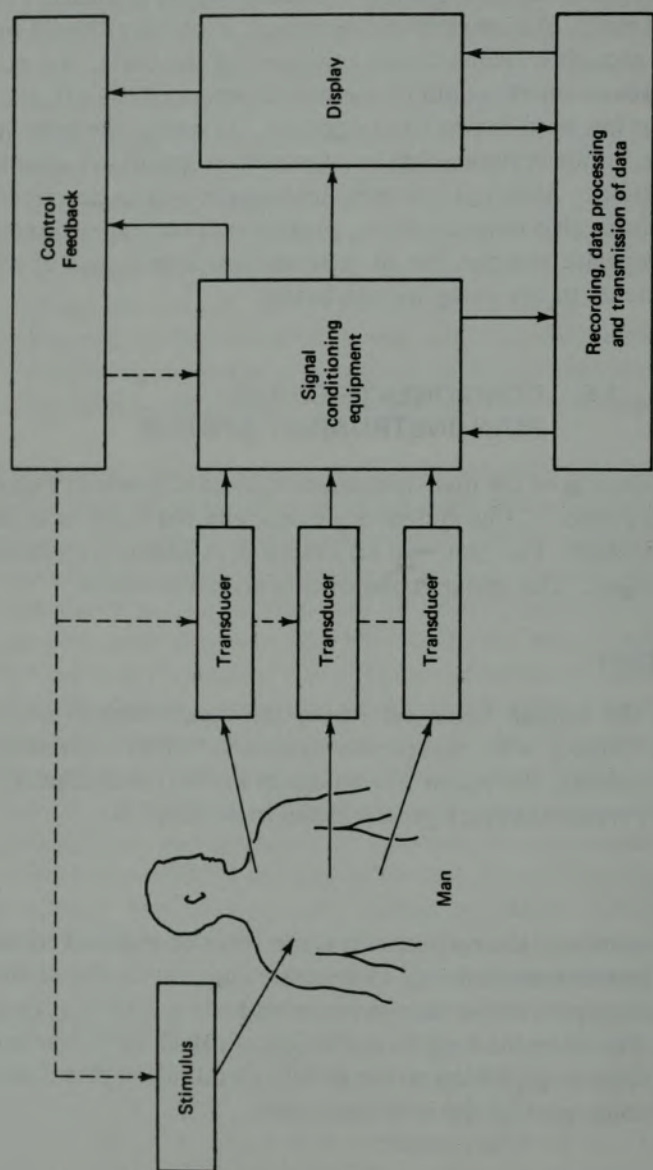 Control
Feedback
Stimulus
Man
Transducer
Transducer
Transducer
Signal
conditioning
equipment
Display
Recording, data processing
and transmission of data